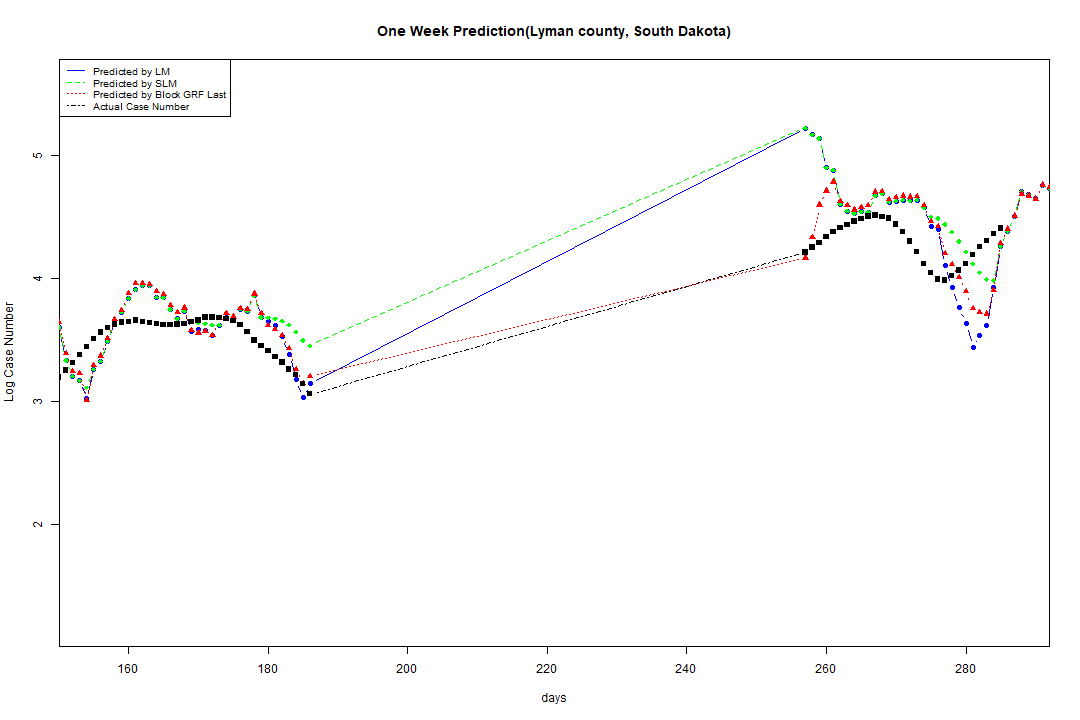 One Week Prediction(Lyman county, South Dakota)
Predicted by LM
Predicted by SLM
Predicted by Block GRF Last
Actual Case Number
5
4
3
2
Log Case Number
160 180 200 220 240 260 280
days